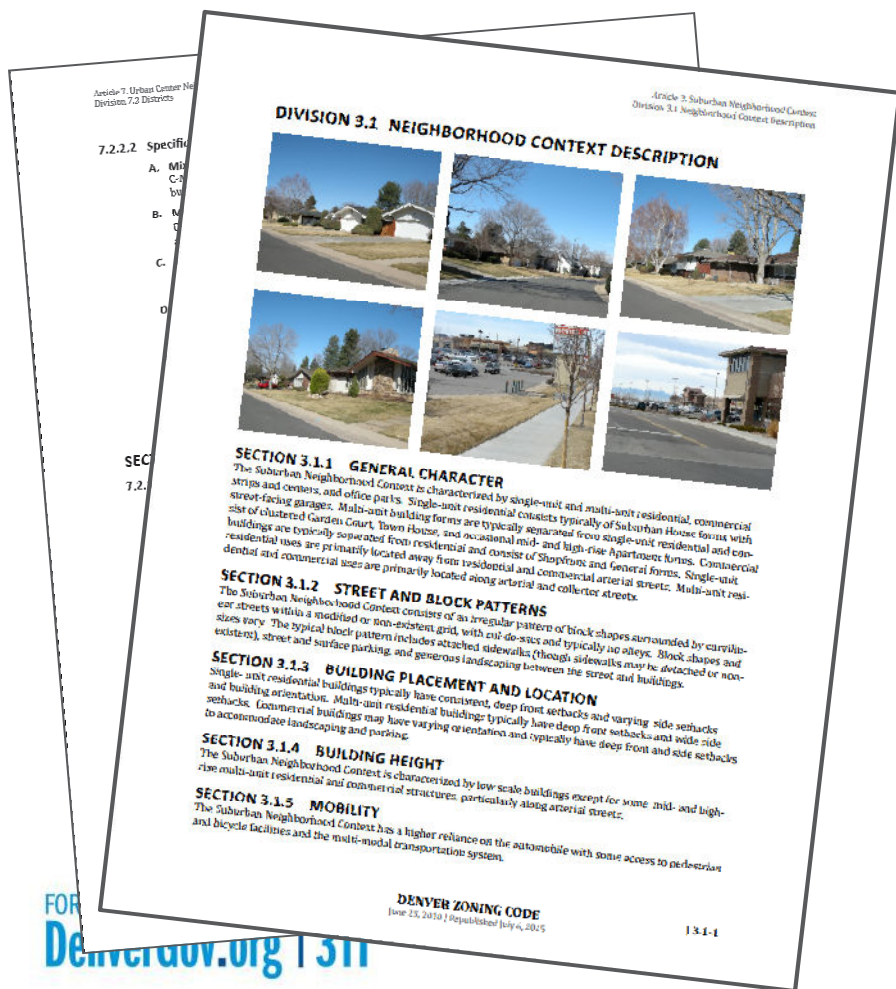 Article 7. Urban Center Ne
Division 7.2 Districts
7.2.2.2 Specific
A. Mix
C-M
bu
B. M
C.
D
SEC
7.2.
Article 3. Suburban Neighborhood Context
Division 3.1 Neighborhood Context Description
DIVISION 3.1 NEIGHBORHOOD CONTEXT DESCRIPTION
SECTION 3.1.1 GENERAL CHARACTER
The Suburban Neighborhood Context is characterized by single-unit and multi-unit residential, commercial
strips and centers, and office parks. Single-unit residential consists typically of Suburban House forms with
street-facing garages. Multi-unit building forms are typically separated from single-unit residential and con-
sist of clustered Garden Court, Town House, and occasional mid- and high-rise Apartment forms. Commercial
buildings are typically separated from residential and consist of Shopfront and General forms. Single-unit
residential uses are primarily located away from residential and commercial arterial streets. Multi-unit resi-
dential and commercial uses are primarily located along arterial and collector streets.
SECTION 3.1.2 STREET AND BLOCK PATTERNS
The Suburban Neighborhood Context consists of an irregular pattern of block shapes surrounded by curvilin-
ear streets within a modified or non-existent grid, with cul-de-sacs and typically no alleys. Block shapes and
sizes vary. The typical block pattern includes attached sidewalks (though sidewalks may be detached or non-
existent), street and surface parking, and generous landscaping between the street and buildings.
SECTION 3.1.3 BUILDING PLACEMENT AND LOCATION
Single- unit residential buildings typically have consistent, deep front setbacks and varying side setbacks
and building orientation. Multi-unit residential buildings typically have deep front setbacks and wide side
setbacks. Commercial buildings may have varying orientation and typically have deep front and side setbacks
to accommodate landscaping and parking.
SECTION 3.1.4 BUILDING HEIGHT
The Suburban Neighborhood Context is characterized by low scale buildings except for some mid- and high-
rise multi-unit residential and commercial structures, particularly along arterial streets.
SECTION 3.1.5 MOBILITY
The Suburban Neighborhood Context has a higher reliance on the automobile with some access to pedestrian
and bicycle facilities and the multi-modal transportation system.
DENVER ZONING CODE
June 25, 2010 | Republished July 6, 2015
| 3.1-1
FOR
DenverGov.org | 311